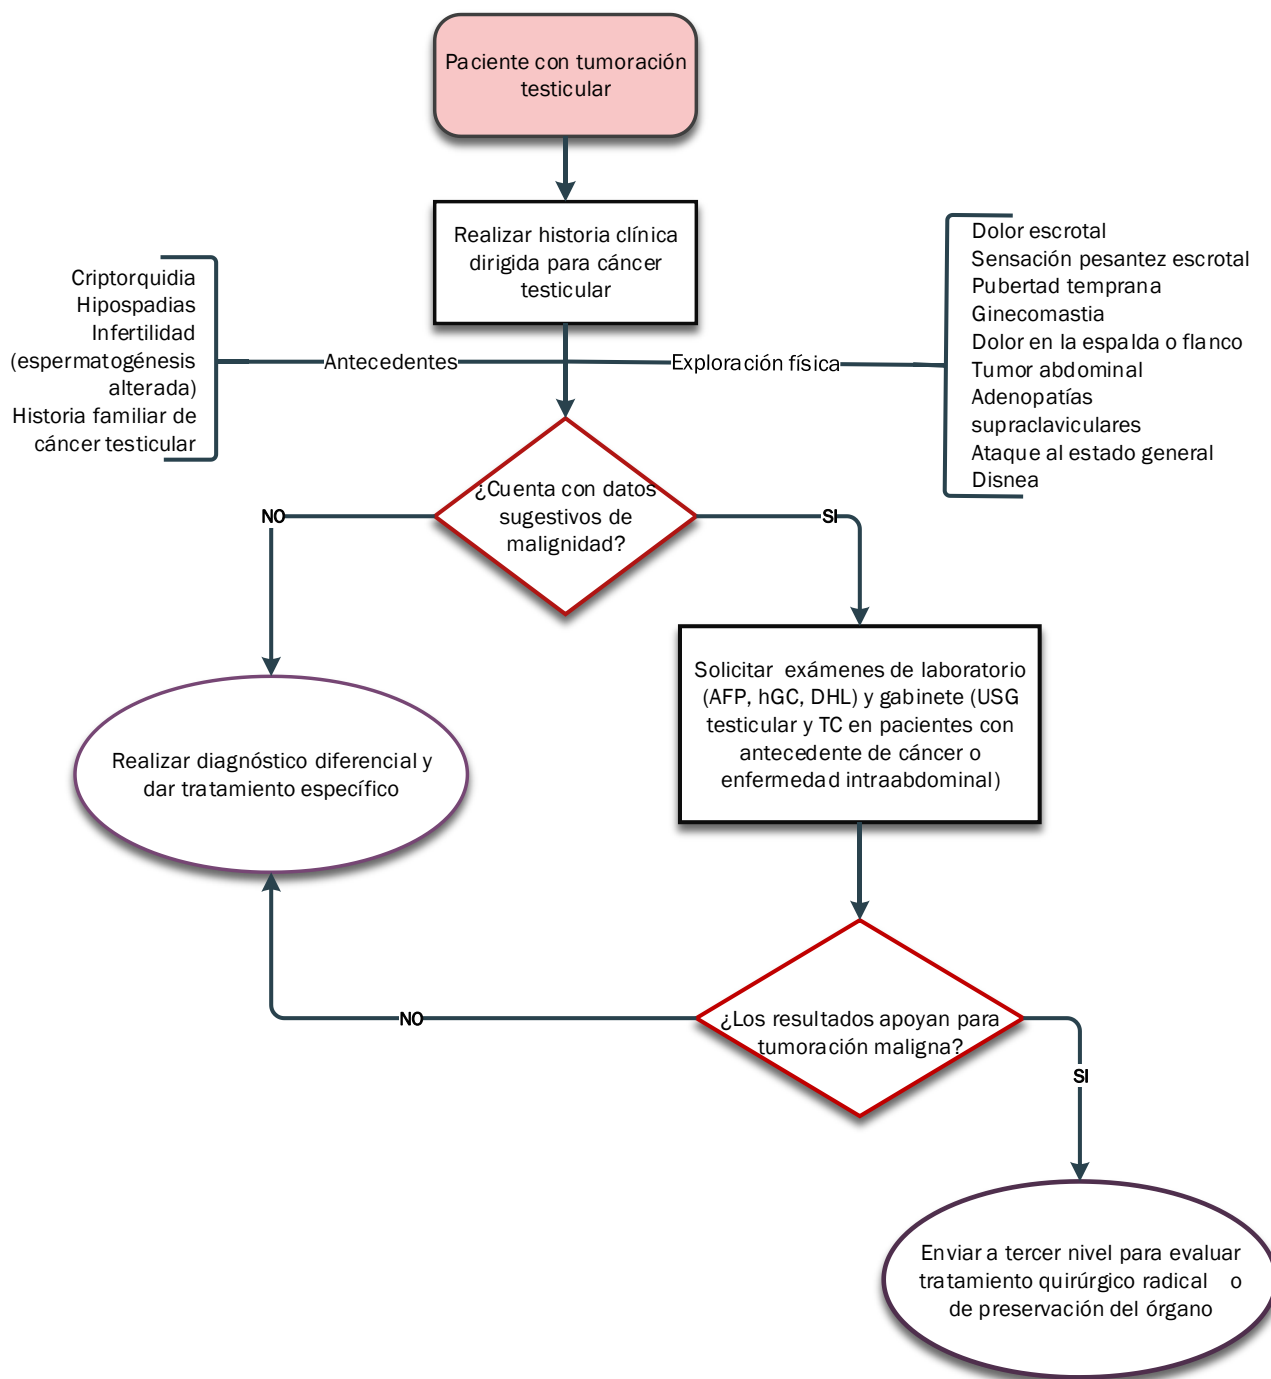 Paciente con tumoración
testicular
Realizar historia clínica
dirigida para cáncer
testicular
Criptorquidia
Hipospadias
Infertilidad
(espermatogénesis
alterada)
Historia familiar de
cáncer testicular
Antecedentes
Exploración física
Dolor escrotal
Sensación pesantez escrotal
Pubertad temprana
Ginecomastia
Dolor en la espalda o flanco
Tumor abdominal
Adenopatías
supraclaviculares
Ataque al estado general
Disnea
¿Cuenta con datos
sugestivos de
malignidad?
NO
SI
Solicitar exámenes de laboratorio
(AFP, hGC, DHL) y gabinete (USG
testicular y TC en pacientes con
antecedente de cáncer o
enfermedad intraabdominal)
Realizar diagnóstico diferencial y
dar tratamiento específico
¿Los resultados apoyan para
tumoración maligna?
NO
SI
Enviar a tercer nivel para evaluar
tratamiento quirúrgico radical o
de preservación del órgano